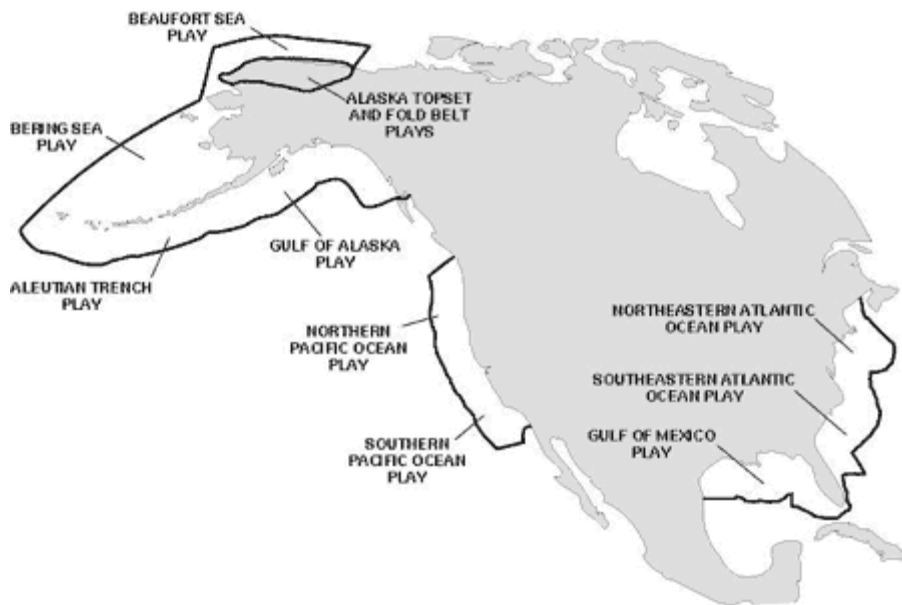 BEAUFORT SEA
PLAY
ALASKA TOPSET
AND FOLD BELT
PLAYS
BERING SEA
PLAY
GULF OF ALASKA
PLAY
ALEUTIAN TRENCH
PLAY
NORTHERN
PACIFIC OCEAN
PLAY
NORTHEASTERN ATLANTIC
OCEAN PLAY
SOUTHEASTERN ATLANTIC
OCEAN PLAY
GULF OF MEXICO
PLAY
SOUTHERN
PACIFIC OCEAN
PLAY